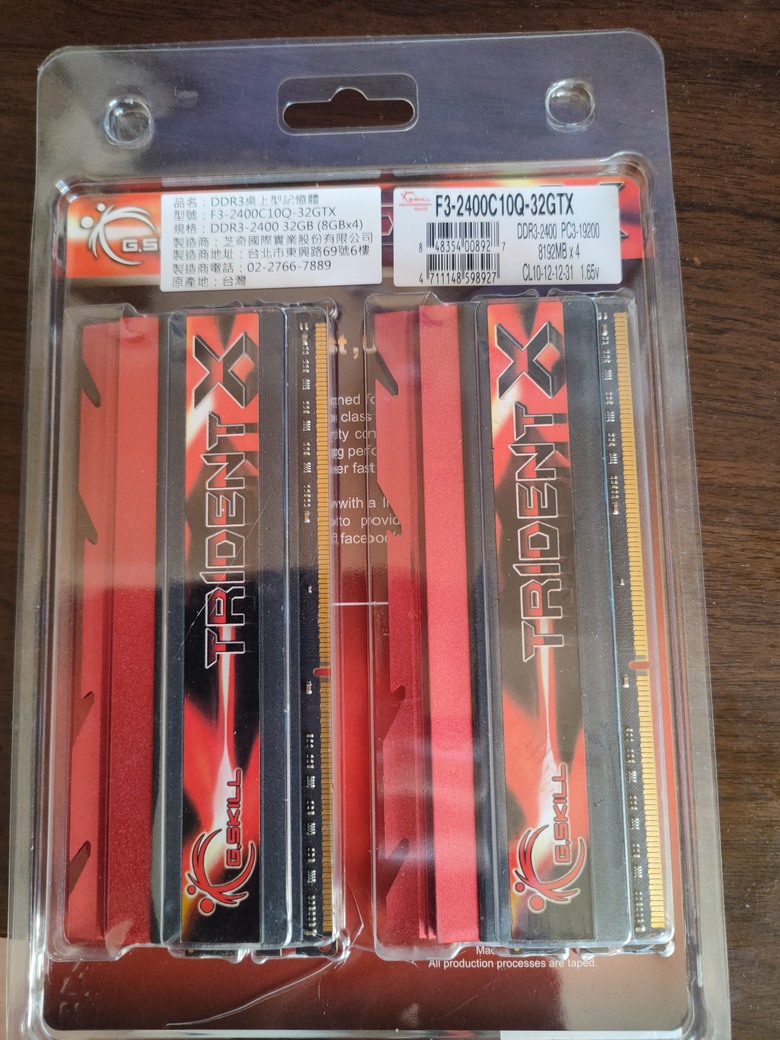 品名：DDR3桌上型記憶體
型號：F3-2400C10Q-32GTX
規格：DDR3-2400 32GB (8GBx4)
製造商：芝奇國際實業股份有限公司
製造商地址：台北市東興路69號6樓
製造商電話：02-2766-7889
原產地：台灣
G.SKILL
F3-2400C10Q-32GTX
DDR3-2400 PC3-19200
8 48354 00892 7
8192MB x 4
4 711148 598927
CL10-12-12-31 1.65v
TRIDENT X
G.SKILL
TRIDENT X
G.SKILL
class
with a
faceboo
All production processes are taped.